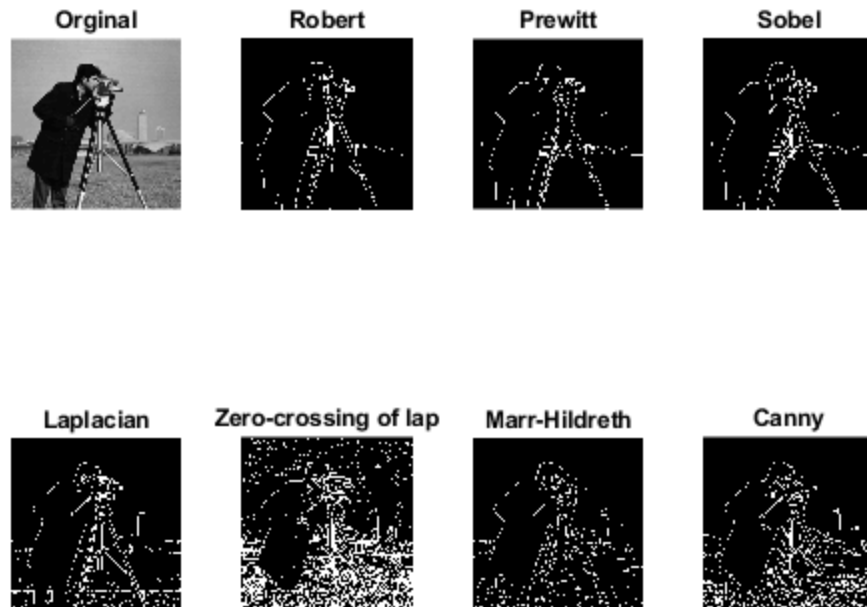 Orginal
Robert
Prewitt
Sobel
Laplacian
Zero-crossing of lap
Marr-Hildreth
Canny